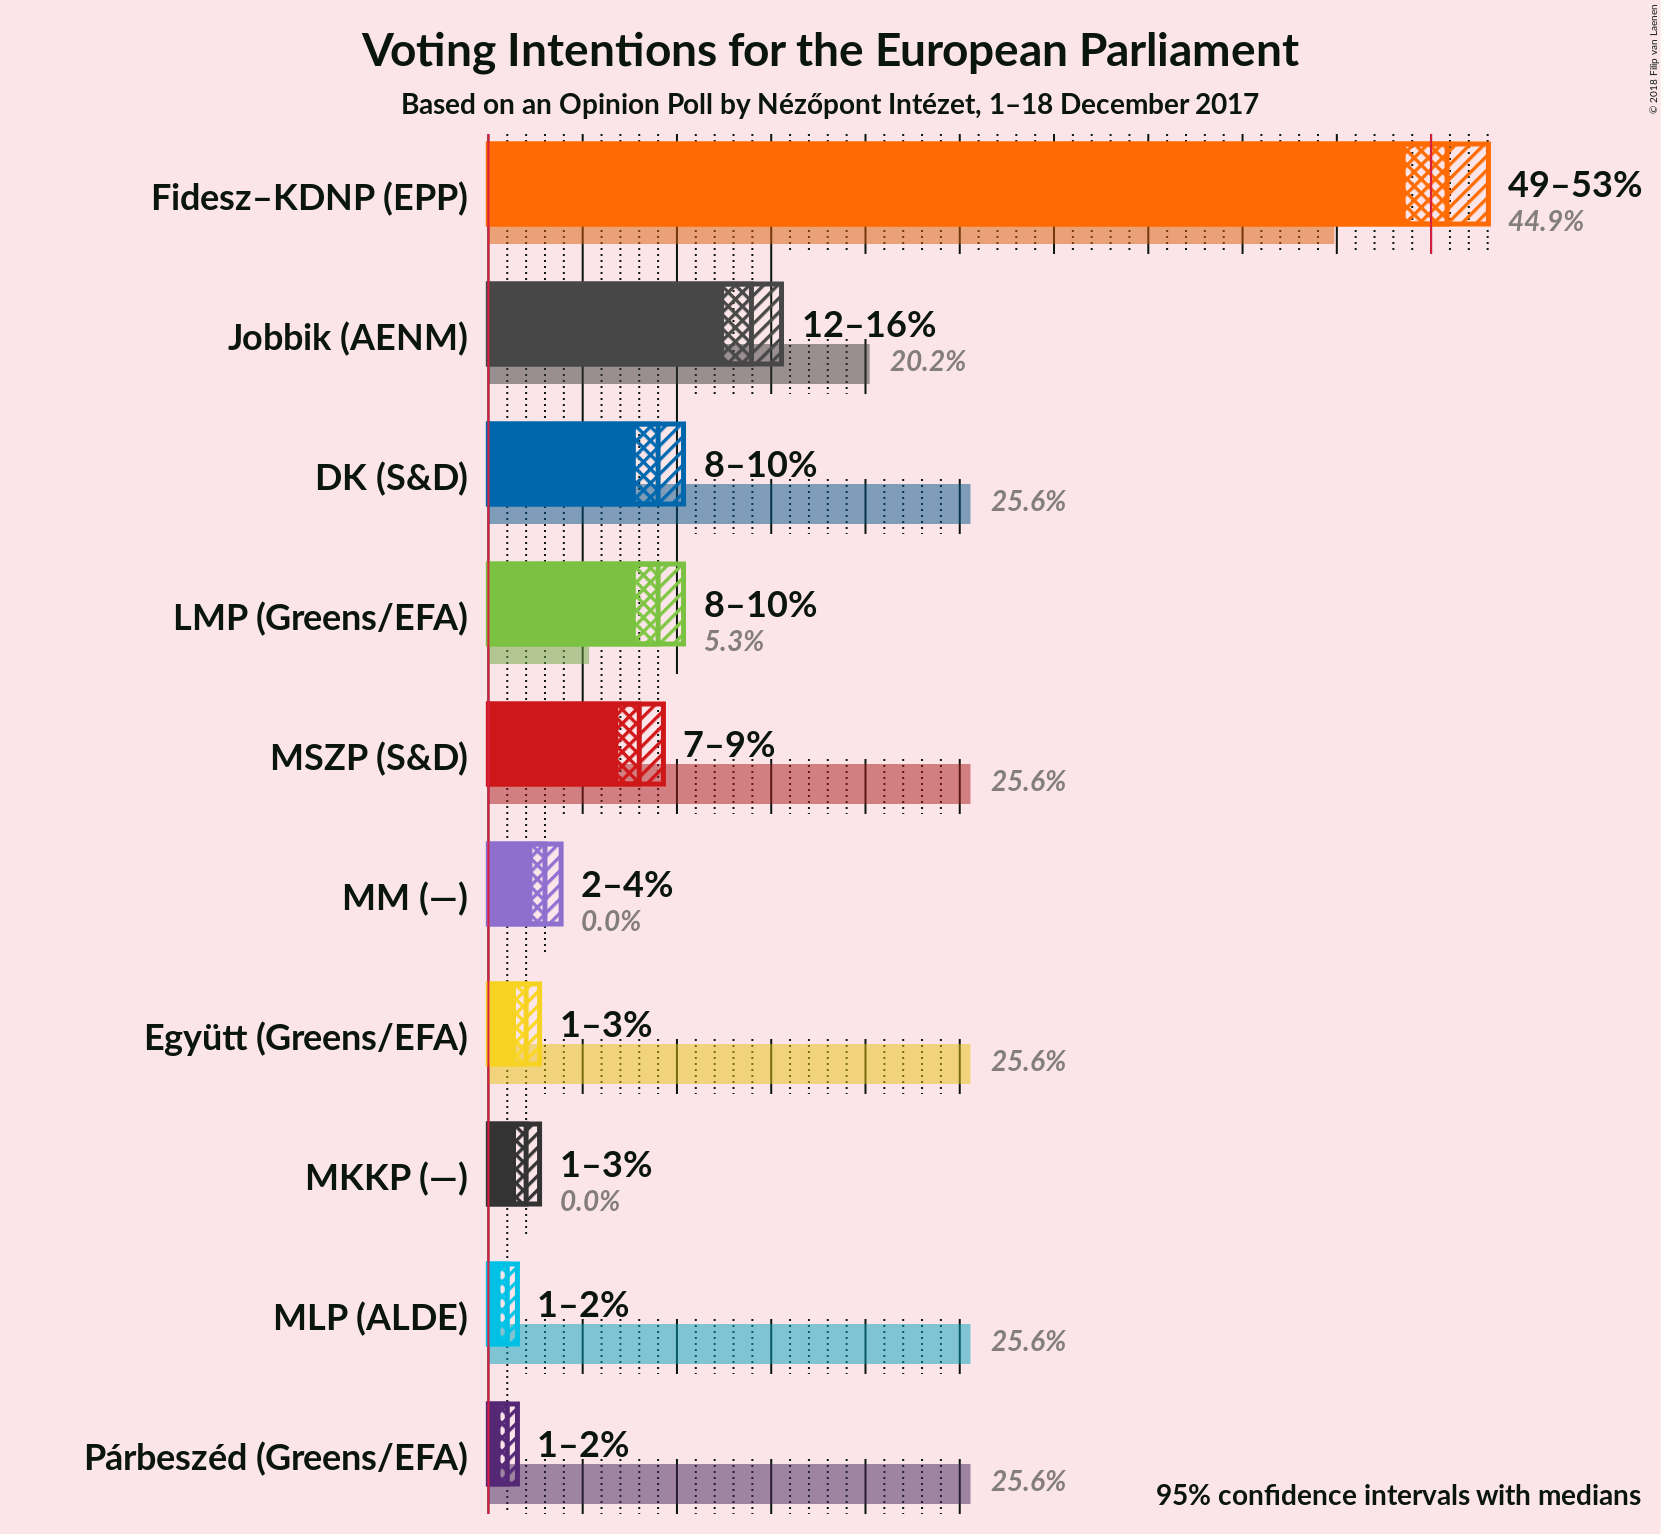 Voting Intentions for the European Parliament
Based on an Opinion Poll by Nézőpont Intézet, 1–18 December 2017
© 2018 Filip van Laenen
Fidesz–KDNP (EPP)
49–53%
44.9%
Jobbik (AENM)
12–16%
20.2%
DK (S&D)
8–10%
25.6%
LMP (Greens/EFA)
8–10%
5.3%
MSZP (S&D)
7–9%
25.6%
MM (—)
2–4%
0.0%
Együtt (Greens/EFA)
1–3%
25.6%
MKKP (—)
1–3%
0.0%
MLP (ALDE)
1–2%
25.6%
Párbeszéd (Greens/EFA)
1–2%
25.6%
95% confidence intervals with medians